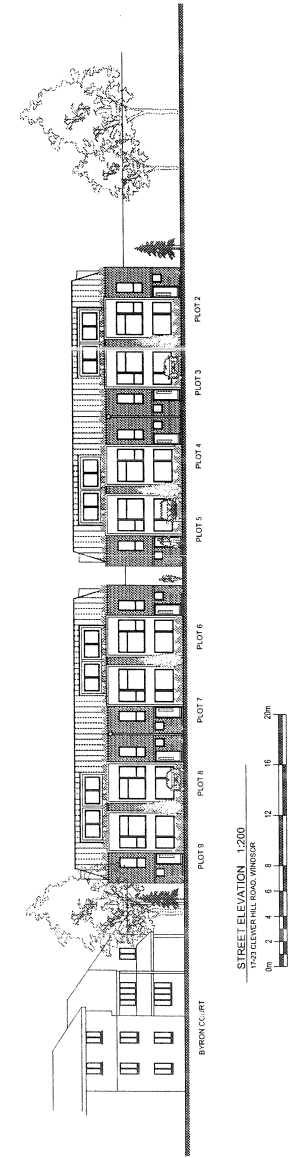 BYRON COURT
PLOT 9
PLOT 8
PLOT 7
PLOT 6
PLOT 5
PLOT 4
PLOT 3
PLOT 2
STREET ELEVATION 1:200
17-23 CLEWER HILL ROAD, WINDSOR
0m 2 4 6 8 12 16 20m